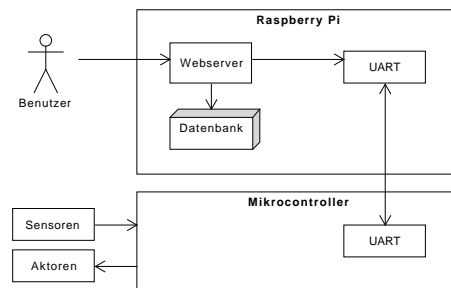 Raspberry Pi
Webserver
UART
Benutzer
Datenbank
Mikrocontroller
Sensoren
UART
Aktoren